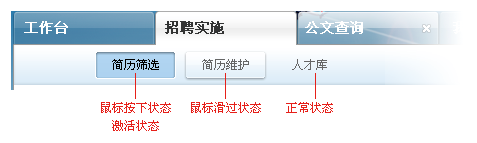 工作台
招聘实施
公文查询
简历筛选
简历维护
人才库
鼠标按下状态
激活状态
鼠标滑过状态
正常状态